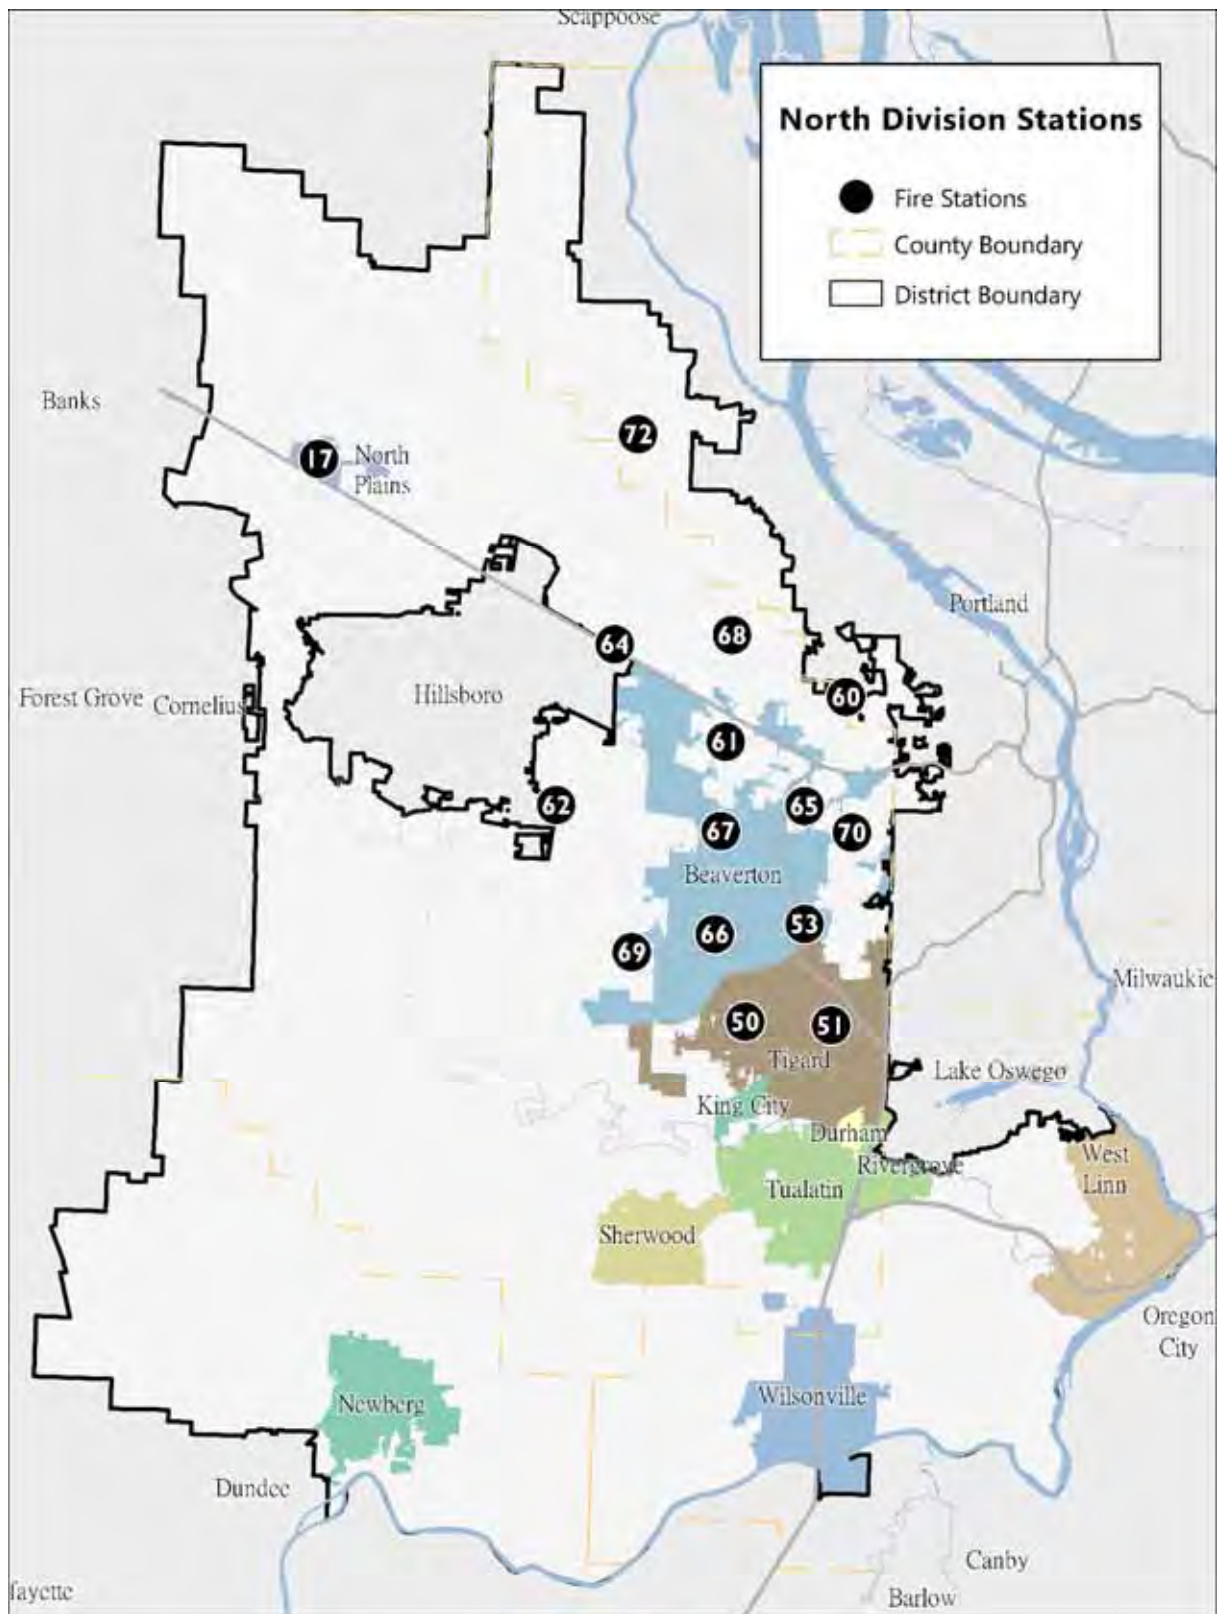 Scappoose
North Division Stations
Fire Stations
County Boundary
District Boundary
Banks
72
17
North
Plains
Portland
64
68
Forest Grove
Cornelius
Hillsboro
60
61
62
65
67
70
Beaverton
53
66
69
Milwaukie
50
51
Tigard
Lake Oswego
King City
Durham
Rivergrove
West
Linn
Tualatin
Sherwood
Oregon
City
Wilsonville
Newberg
Dundee
Canby
fayette
Barlow